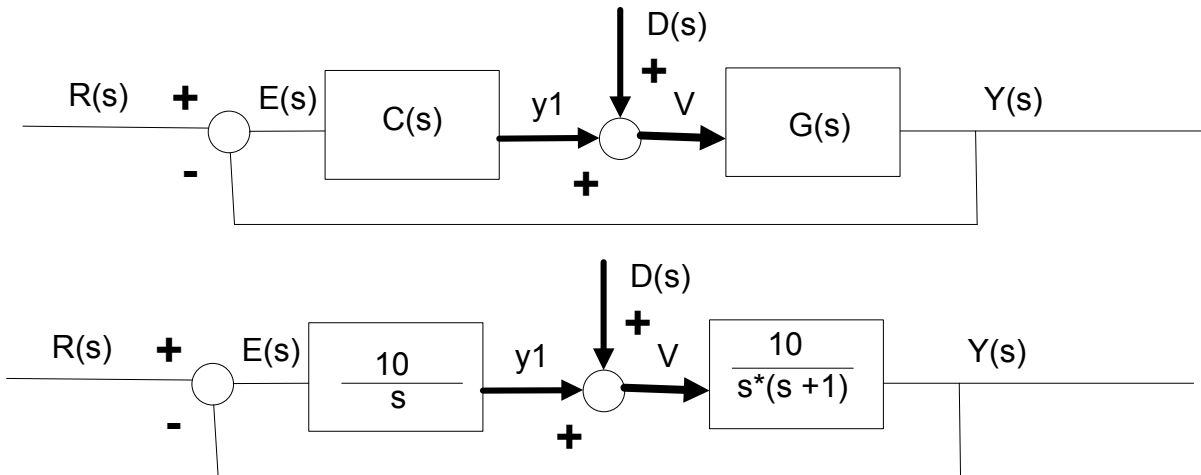 D(s)
R(s) + E(s) C(s) y1 + V G(s) Y(s)
- +
D(s)
R(s) + E(s) 10 y1 + V 10 Y(s)
s s*(s +1)
- +